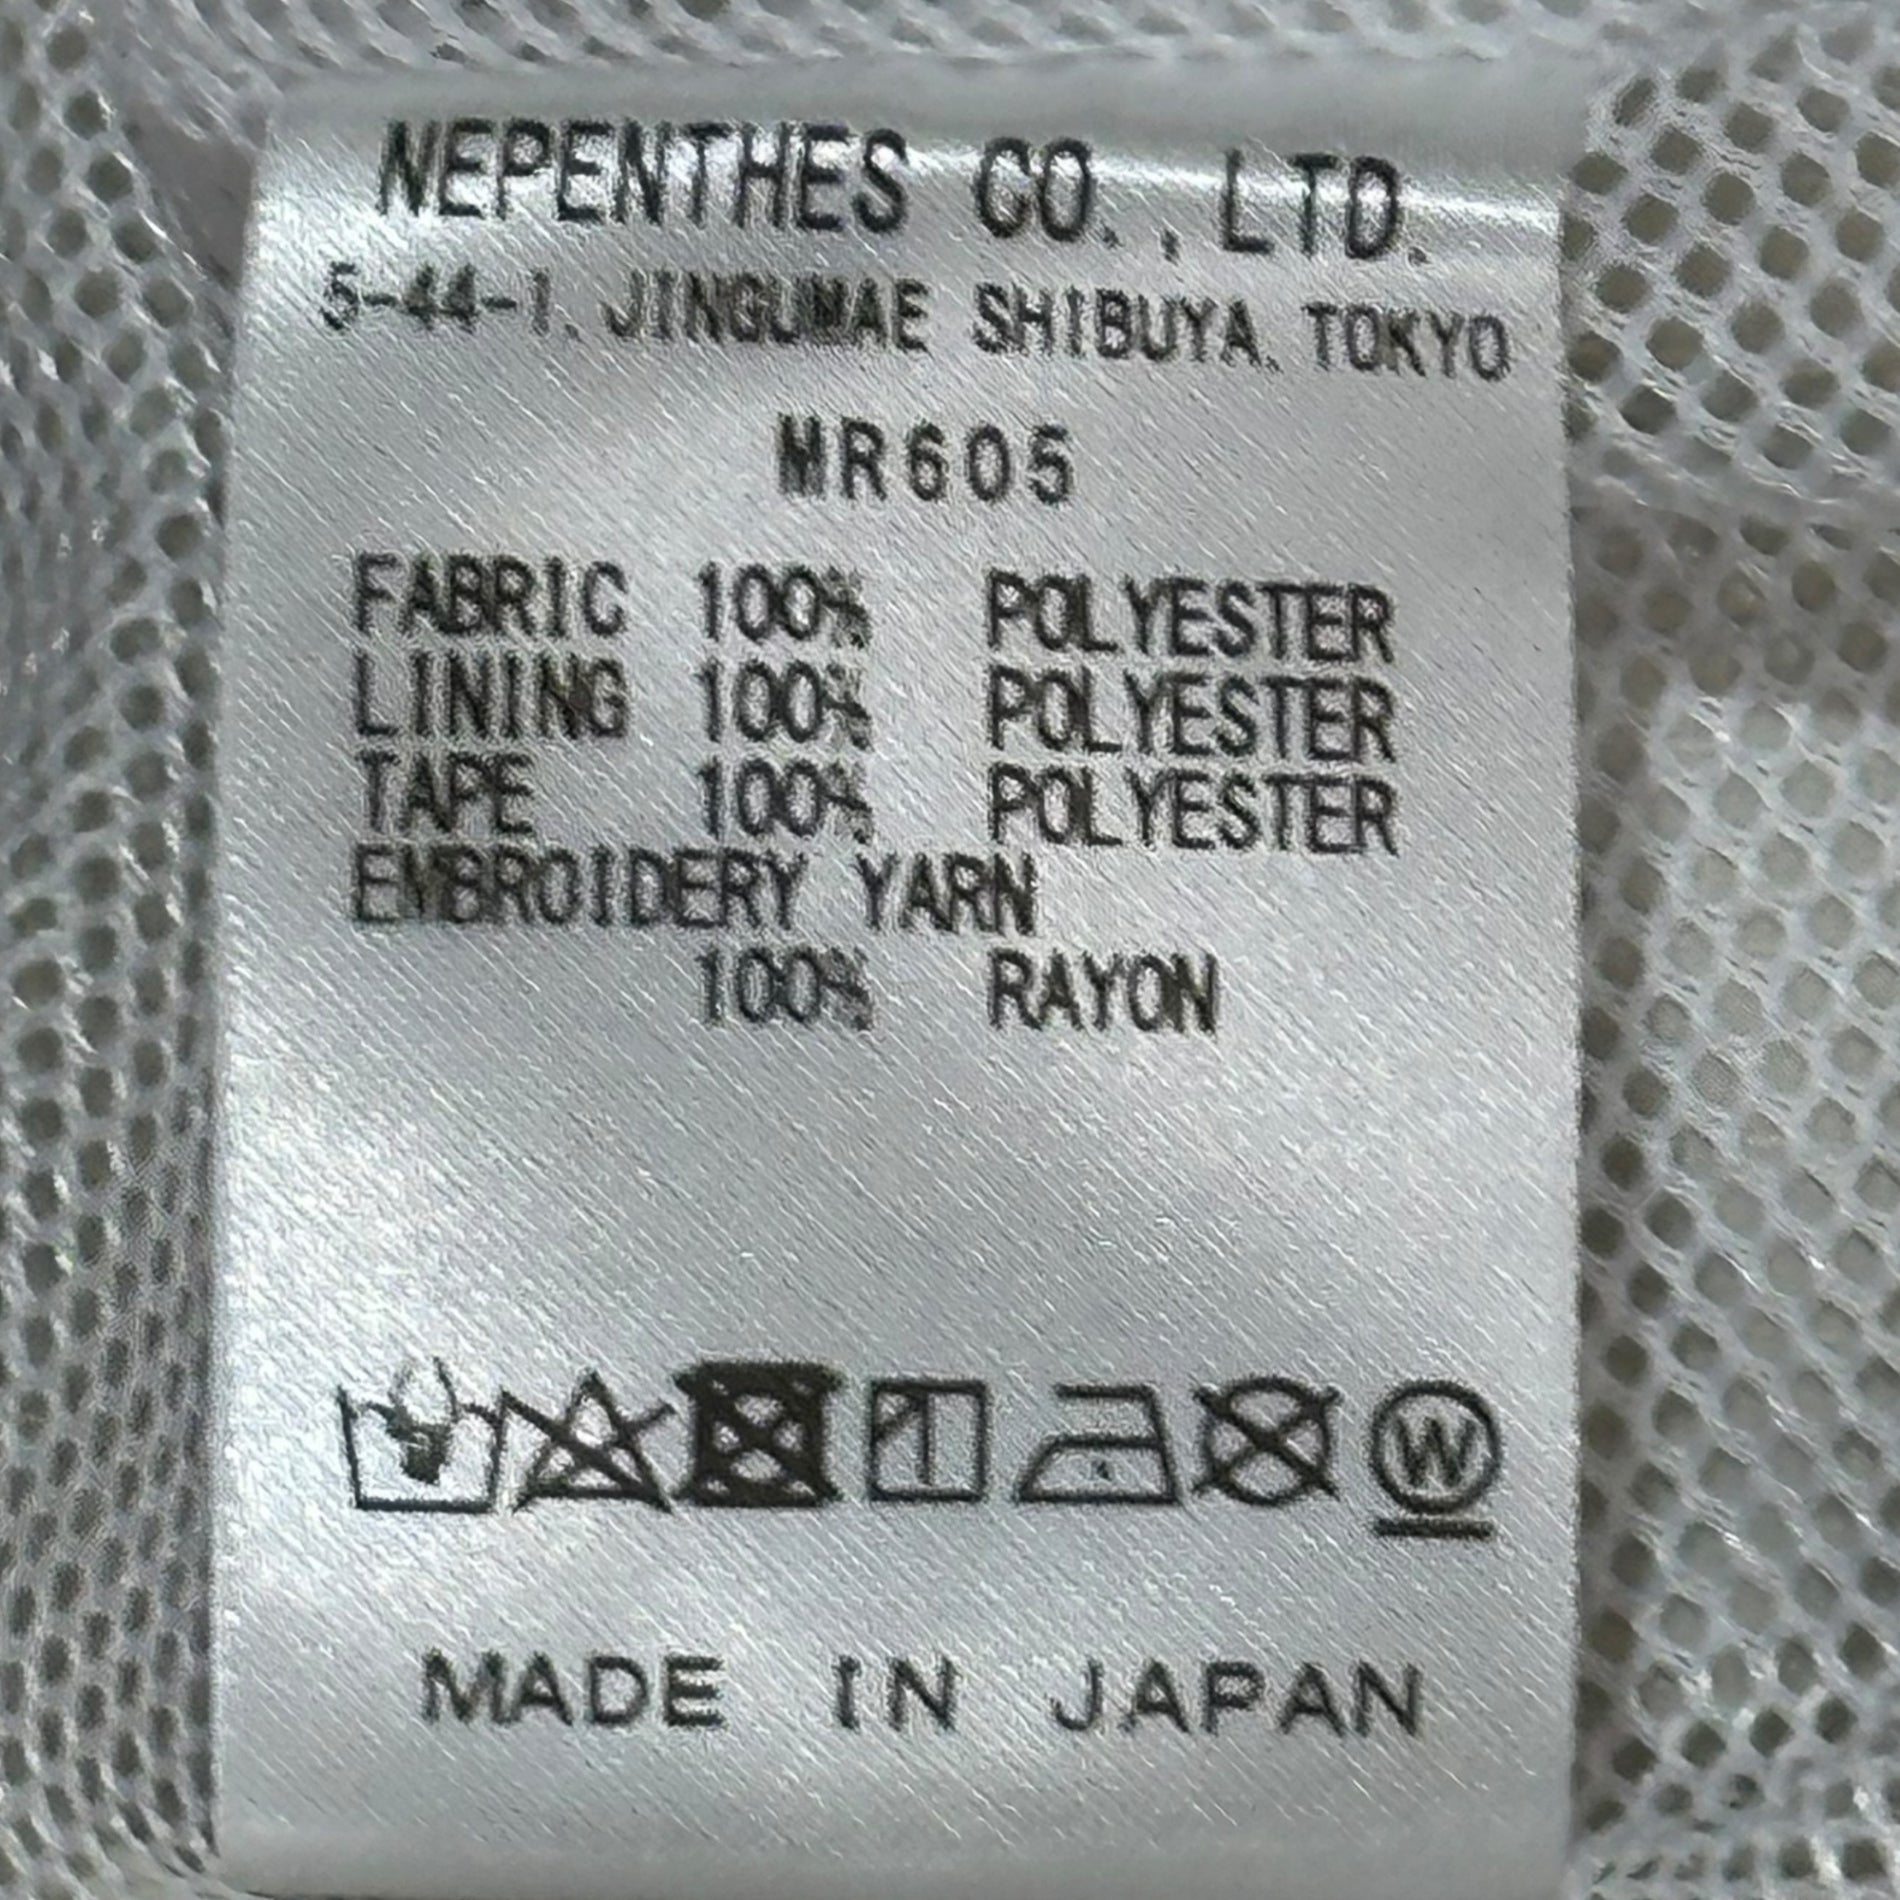 NEPENTHES CO., LTD.
5-44-1, JINGUMAE SHIBUYA, TOKYO
MR605
FABRIC 100% POLYESTER
LINING 100% POLYESTER
TAPE 100% POLYESTER
EMBROIDERY YARN
100% RAYON
W
MADE IN JAPAN